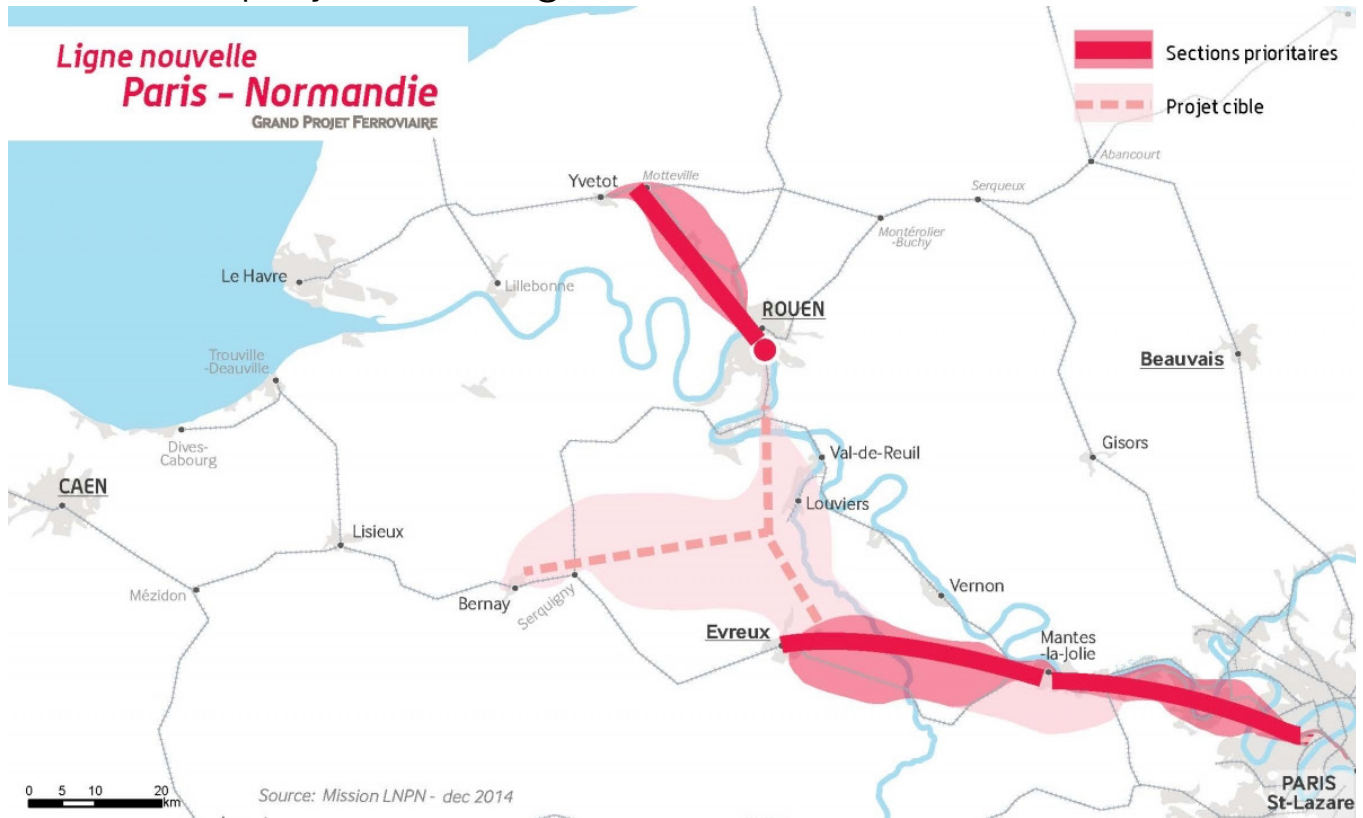 Ligne nouvelle
Paris - Normandie
GRAND PROJET FERROVIAIRE
Sections prioritaires
Projet cible
Abancourt
Yvetot
Motteville
Serqueux
Montérolier
-Buchy
Le Havre
Lillebonne
ROUEN
Trouville
-Deauville
Beauvais
Dives-
Cabourg
Val-de-Reuil
Gisors
CAEN
Louviers
Lisieux
Mézidon
Bernay
Serquigny
Vernon
Evreux
Mantes
-la-Jolie
PARIS
St-Lazare
0 5 10 20
km
Source: Mission LNPN - dec 2014